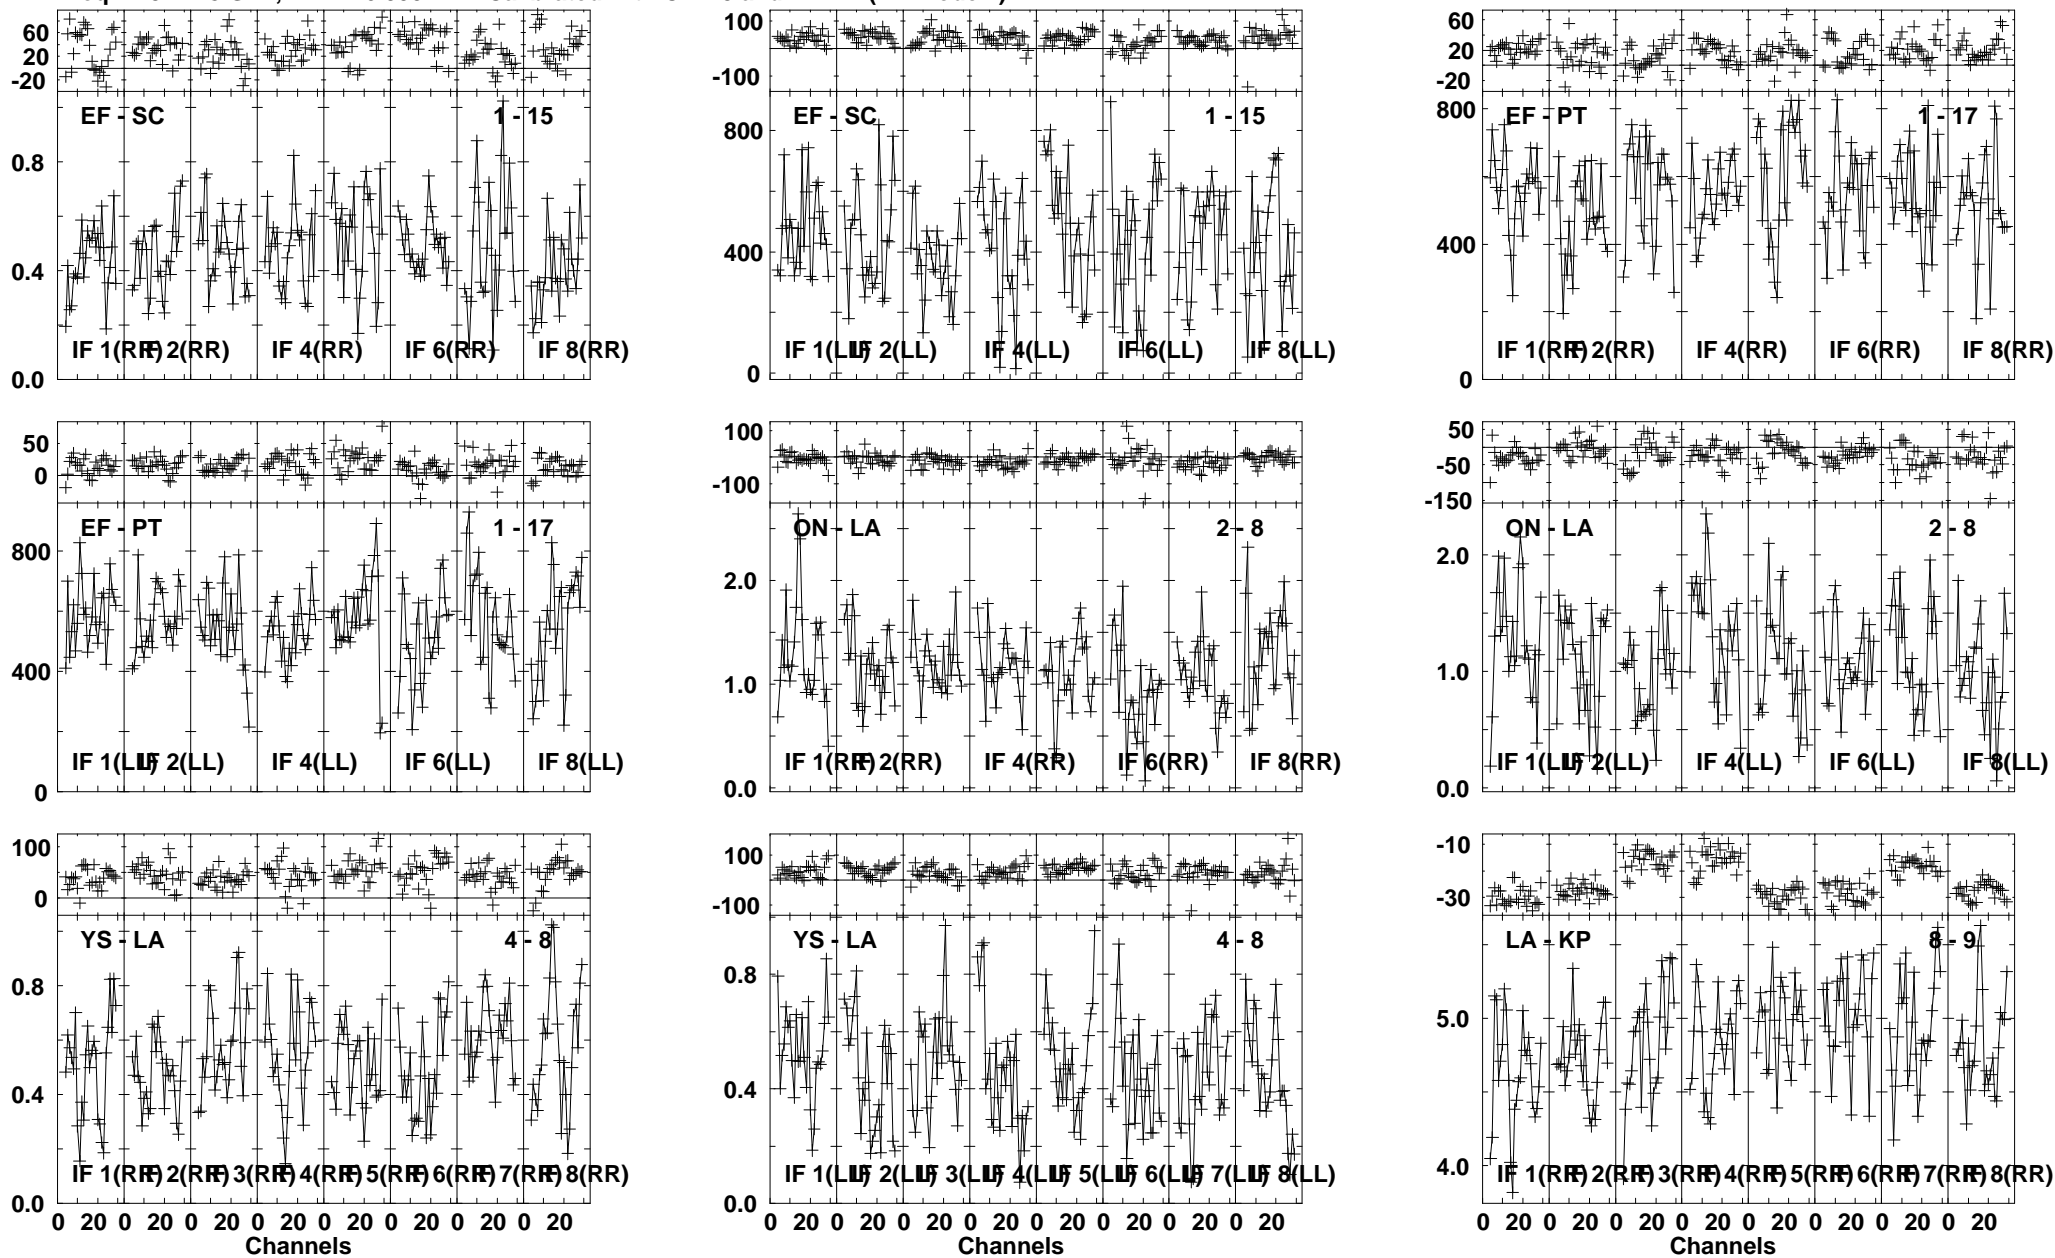 60
20
-20
100
-100
60
20
-20
EF - SC 1 - 15
EF - SC 1 - 15
EF - PT 1 - 17
0.8
0.4
0.0
800
400
0
800
400
0
IF 1(RR) IF 2(RR) IF 4(RR) IF 6(RR) IF 8(RR)
IF 1(LL) IF 2(LL) IF 4(LL) IF 6(LL) IF 8(LL)
IF 1(RR) IF 2(RR) IF 4(RR) IF 6(RR) IF 8(RR)
50
0
100
-100
50
-50
-150
EF - PT 1 - 17
ON - LA 2 - 8
ON - LA 2 - 8
800
400
0
2.0
1.0
0.0
2.0
1.0
0.0
IF 1(LL) IF 2(LL) IF 4(LL) IF 6(LL) IF 8(LL)
IF 1(RR) IF 2(RR) IF 4(RR) IF 6(RR) IF 8(RR)
IF 1(LL) IF 2(LL) IF 4(LL) IF 6(LL) IF 8(LL)
100
0
100
-100
-10
-30
YS - LA 4 - 8
YS - LA 4 - 8
LA - KP 8 - 9
0.8
0.4
0.0
0.8
0.4
0.0
5.0
4.0
IF 1(RR) IF 2(RR) IF 3(RR) IF 4(RR) IF 5(RR) IF 6(RR) IF 7(RR) IF 8(RR)
IF 1(LL) IF 2(LL) IF 3(LL) IF 4(LL) IF 5(LL) IF 6(LL) IF 7(LL) IF 8(LL)
IF 1(RR) IF 2(RR) IF 3(RR) IF 4(RR) IF 5(RR) IF 6(RR) IF 7(RR) IF 8(RR)
0 20 0 20 0 20 0 20 0 20 0 20 0 20 0 20
0 20 0 20 0 20 0 20 0 20 0 20 0 20 0 20
0 20 0 20 0 20 0 20 0 20 0 20 0 20 0 20
Channels
Channels
Channels